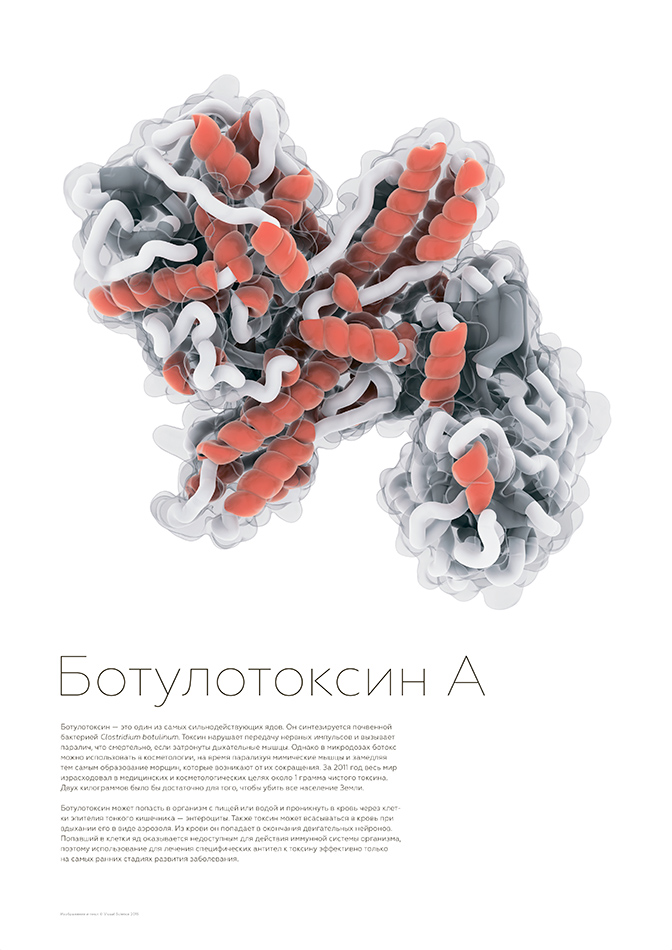 Ботулотоксин А
Ботулотоксин — это один из самых сильнодействующих ядов. Он синтезируется почвенной
бактерией Clostridium botulinum. Токсин нарушает передачу нервных импульсов и вызывает
паралич, что смертельно, если затронуты дыхательные мышцы. Однако в микродозах ботокс
можно использовать в косметологии, на время парализуя мимические мышцы и замедляя
тем самым образование морщин, которые возникают от их сокращения. За 2011 год весь мир
израсходовал в медицинских и косметологических целях около 1 грамма чистого токсина.
Двух килограммов было бы достаточно для того, чтобы убить все население Земли.
Ботулотоксин может попасть в организм с пищей или водой и проникнуть в кровь через клет-
ки эпителия тонкого кишечника — энтероциты. Также токсин может всасываться в кровь при
вдыхании его в виде аэрозоля. Из крови он попадает в окончания двигательных нейронов.
Попавший в клетки яд оказывается недоступным для действия иммунной системы организма,
поэтому использование для лечения специфических антител к токсину эффективно только
на самых ранних стадиях развития заболевания.